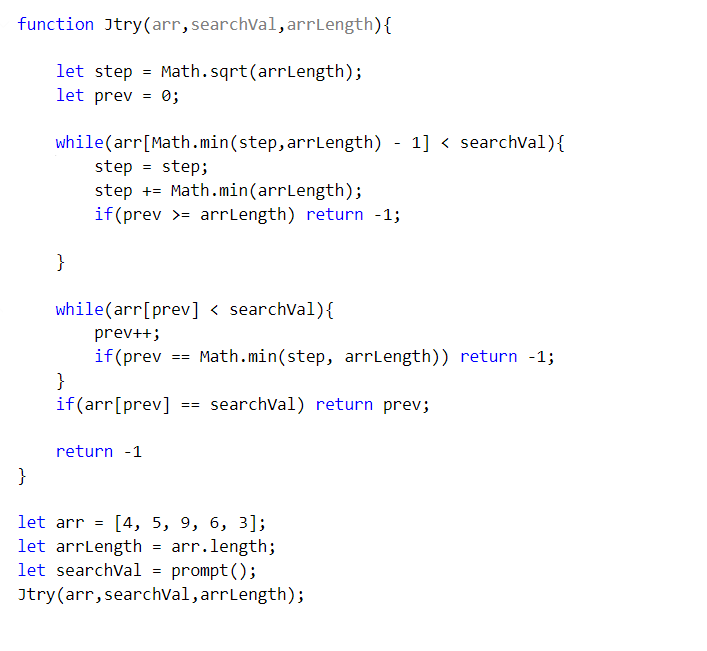 function Jtry(arr,searchVal,arrLength){
let step = Math.sqrt(arrLength);
let prev = 0;
while(arr[Math.min(step,arrLength) - 1] < searchVal){
step = step;
step += Math.min(arrLength);
if(prev >= arrLength) return -1;
}
while(arr[prev] < searchVal){
prev++;
if(prev == Math.min(step, arrLength)) return -1;
}
if(arr[prev] == searchVal) return prev;
return -1
}
let arr = [4, 5, 9, 6, 3];
let arrLength = arr.length;
let searchVal = prompt();
Jtry(arr,searchVal,arrLength);